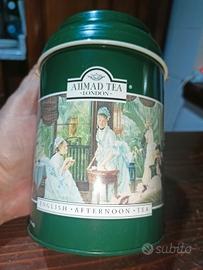 AHMAD TEA
LONDON
ENGLISH · AFTERNOON · TEA
subito